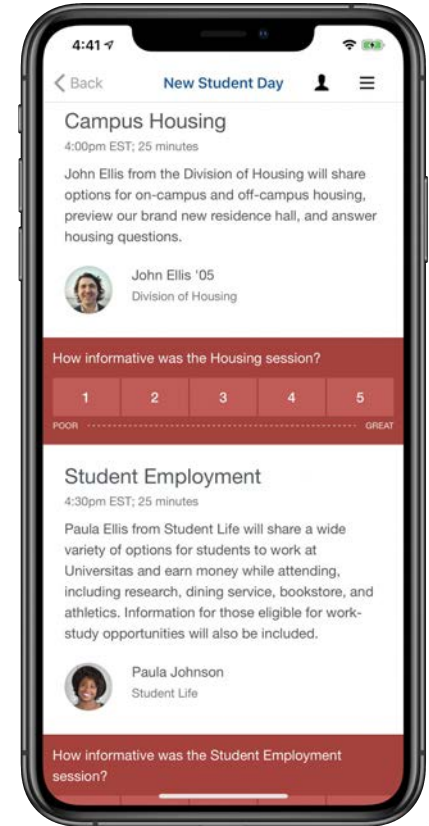 4:41
Back
New Student Day
Campus Housing
4:00pm EST; 25 minutes
John Ellis from the Division of Housing will share
options for on-campus and off-campus housing,
preview our brand new residence hall, and answer
housing questions.
John Ellis '05
Division of Housing
How informative was the Housing session?
1 2 3 4 5
POOR GREAT
Student Employment
4:30pm EST; 25 minutes
Paula Ellis from Student Life will share a wide
variety of options for students to work at
Universitas and earn money while attending,
including research, dining service, bookstore, and
athletics. Information for those eligible for work-
study opportunities will also be included.
Paula Johnson
Student Life
How informative was the Student Employment
session?